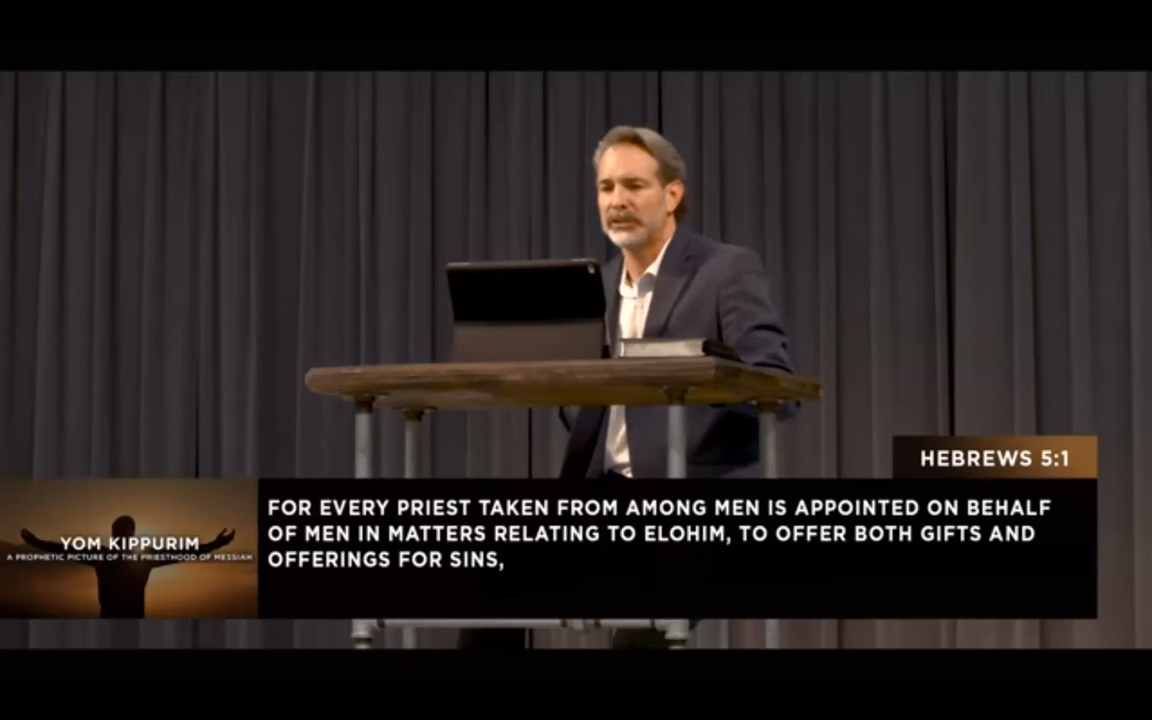 HEBREWS 5:1
FOR EVERY PRIEST TAKEN FROM AMONG MEN IS APPOINTED ON BEHALF
OF MEN IN MATTERS RELATING TO ELOHIM, TO OFFER BOTH GIFTS AND
OFFERINGS FOR SINS,
YOM KIPPURIM
A PROPHETIC PICTURE OF THE PRIESTHOOD OF MESSIAH